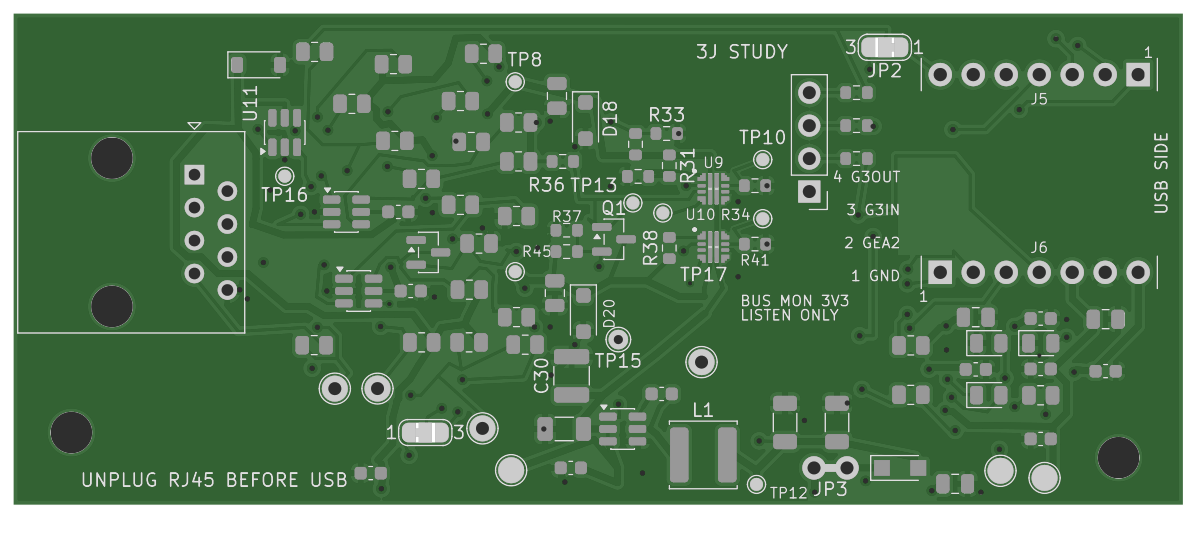 3J STUDY
3
1
JP2
1
J5
TP8
U11
D18
R33
TP10
R31
U9
4 G3OUT
USB SIDE
TP16
R36
TP13
Q1
U10
R34
3 G3IN
R37
R38
R45
R41
2 GEA2
J6
TP17
1 GND
1
BUS MON 3V3
LISTEN ONLY
D20
TP15
C30
L1
1
3
UNPLUG RJ45 BEFORE USB
TP12
JP3